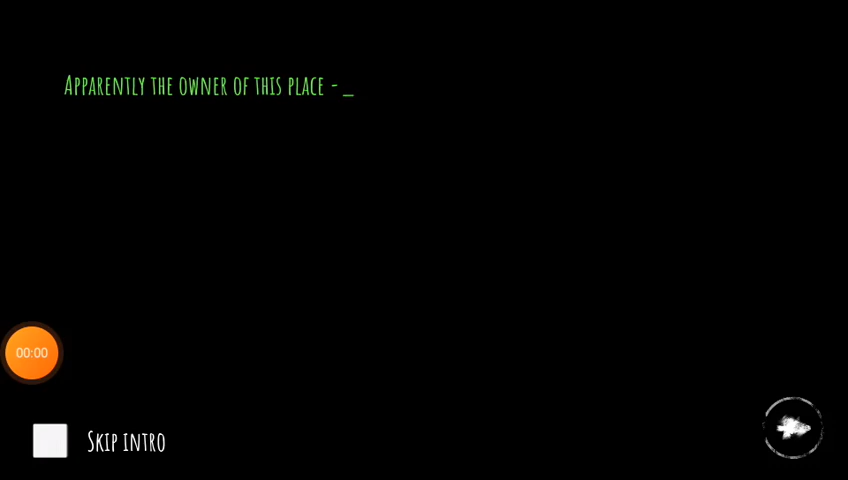 Apparently the owner of this place -_
00:00
Skip intro